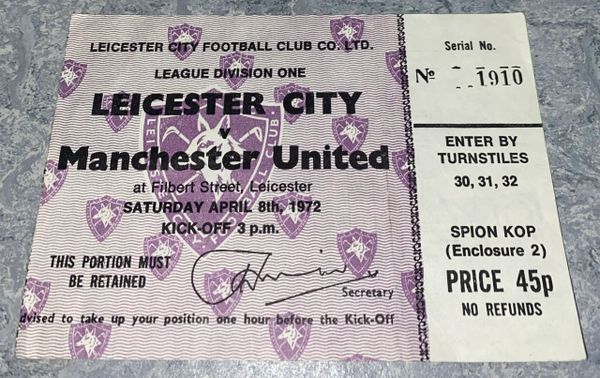 LEICESTER CITY FOOTBALL CLUB CO. LTD.
LEAGUE DIVISION ONE
LEICESTER CITY
v
Manchester United
at Filbert Street, Leicester
SATURDAY APRIL 8th, 1972
KICK-OFF 3 p.m.
THIS PORTION MUST
BE RETAINED
Secretary
vised to take up your position one hour before the Kick-Off
Serial No.
No 1910
ENTER BY
TURNSTILES
30, 31, 32
SPION KOP
(Enclosure 2)
PRICE 45p
NO REFUNDS